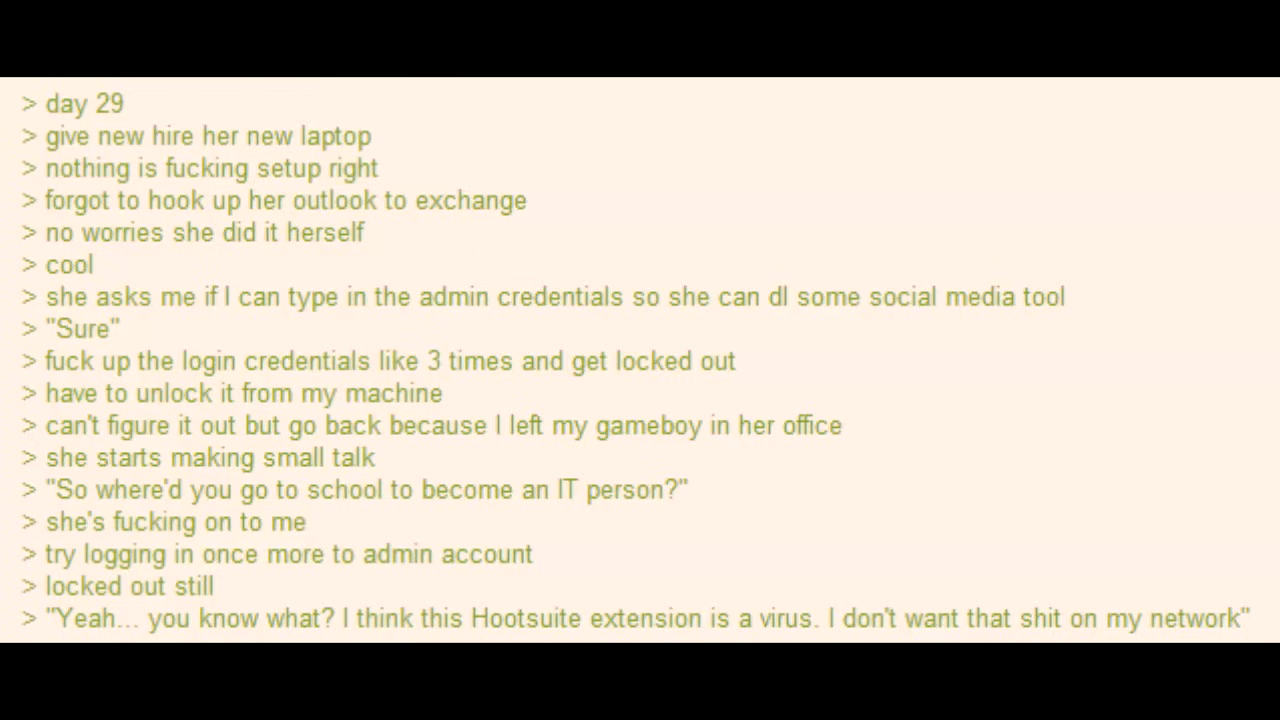 > day 29
> give new hire her new laptop
> nothing is fucking setup right
> forgot to hook up her outlook to exchange
> no worries she did it herself
> cool
> she asks me if I can type in the admin credentials so she can dl some social media tool
> "Sure"
> fuck up the login credentials like 3 times and get locked out
> have to unlock it from my machine
> can't figure it out but go back because I left my gameboy in her office
> she starts making small talk
> "So where'd you go to school to become an IT person?"
> she's fucking on to me
> try logging in once more to admin account
> locked out still
> "Yeah... you know what? I think this Hootsuite extension is a virus. I don't want that shit on my network"